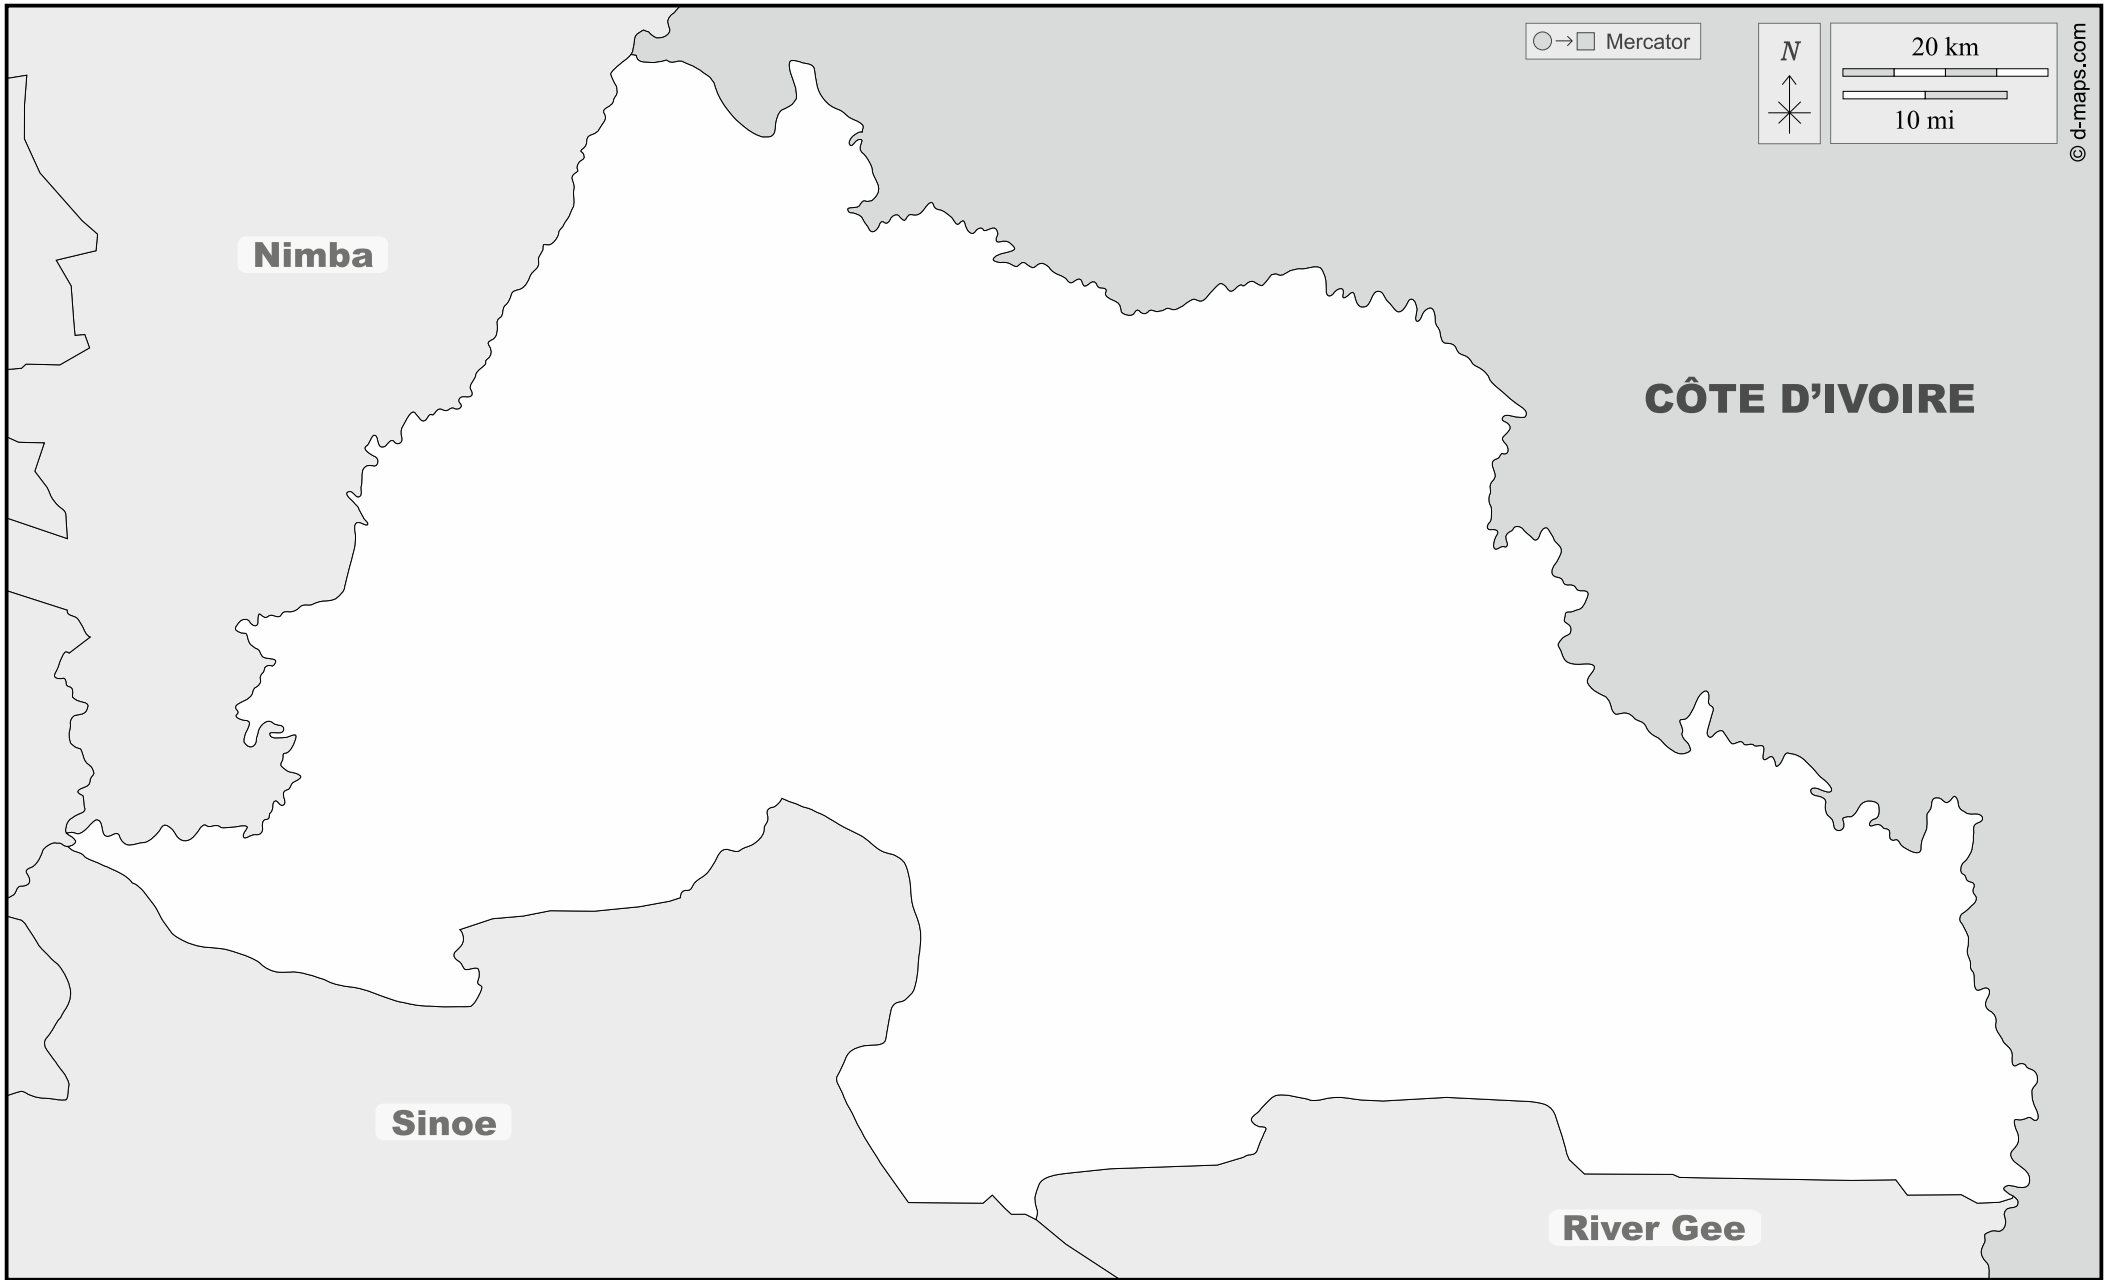 Mercator
N
20 km
10 mi
© d-maps.com
Nimba
CÔTE D’IVOIRE
Sinoe
River Gee